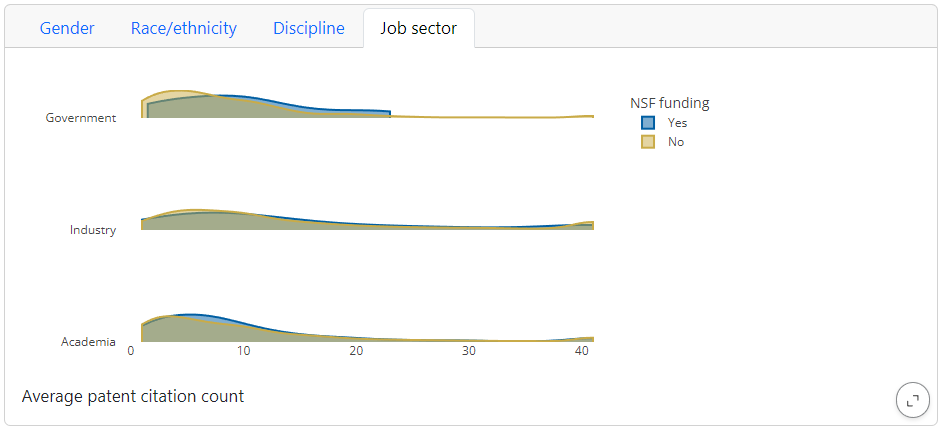 Gender Race/ethnicity Discipline Job sector
NSF funding
Yes
No
Government
Industry
Academia
0 10 20 30 40
Average patent citation count